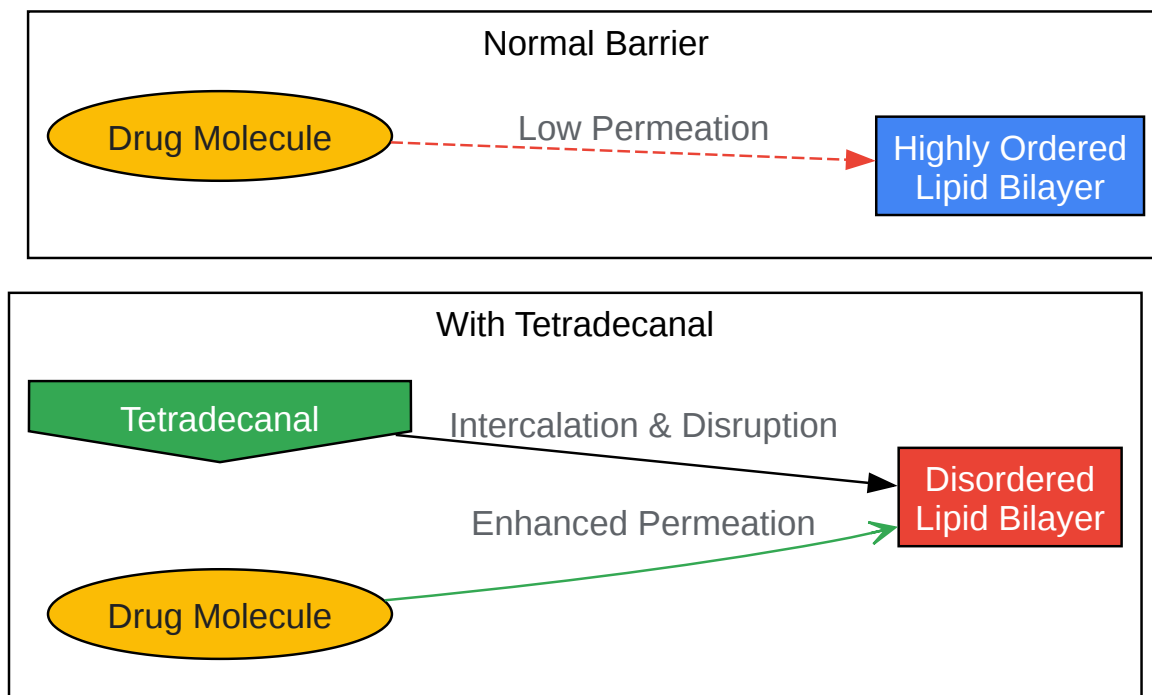 Normal Barrier
Drug Molecule
Low Permeation
Highly Ordered
Lipid Bilayer
With Tetradecanal
Tetradecanal
Intercalation & Disruption
Disordered
Lipid Bilayer
Enhanced Permeation
Drug Molecule